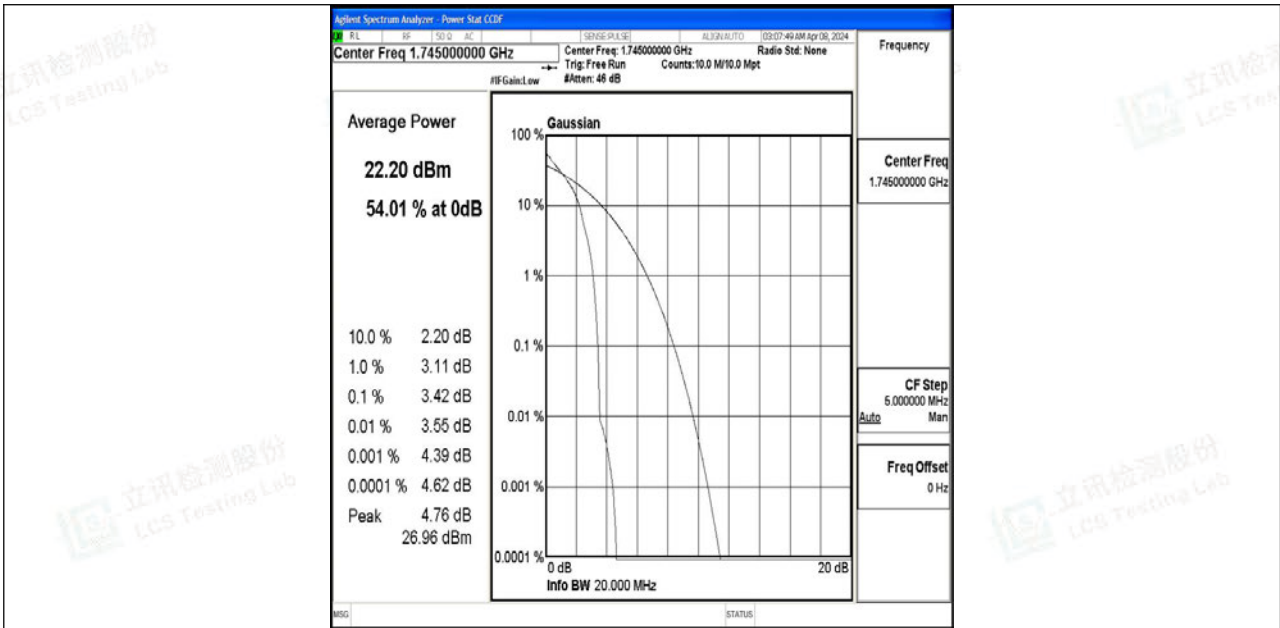 Agilent Spectrum Analyzer - Power Stat CCDF
RL RF 50 Ω AC SENSE:PULSE ALIGNAUTO 03:07:49 AM Apr 08, 2024
Center Freq 1.745000000 GHz
Center Freq: 1.745000000 GHz Radio Std: None
Trig: Free Run Counts:10.0 M/10.0 Mpt
#IFGain:Low #Atten: 46 dB
Average Power
22.20 dBm
54.01 % at 0dB
10.0 % 2.20 dB
1.0 % 3.11 dB
0.1 % 3.42 dB
0.01 % 3.55 dB
0.001 % 4.39 dB
0.0001 % 4.62 dB
Peak 4.76 dB
26.96 dBm
Gaussian
100 %
10 %
1 %
0.1 %
0.01 %
0.001 %
0.0001 %
0 dB 20 dB
Info BW 20.000 MHz
Frequency
Center Freq
1.745000000 GHz
CF Step
5.000000 MHz
Auto Man
Freq Offset
0 Hz
MSG STATUS
立讯检测股份
LCS Testing Lab
立讯检测
LCS Test
立讯检测股份
LCS Testing Lab
立讯检测股份
LCS Testing Lab